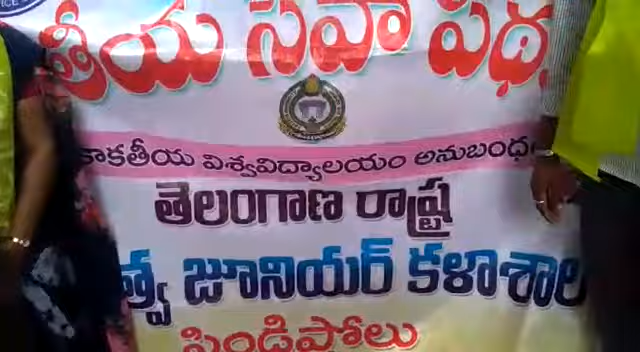 తీయ సేవా పథ
కాకతీయ విశ్వవిద్యాలయం అనుబంధ
తెలంగాణ రాష్ట్ర
త్వ జూనియర్ కళాశాల
పిండిపోలు